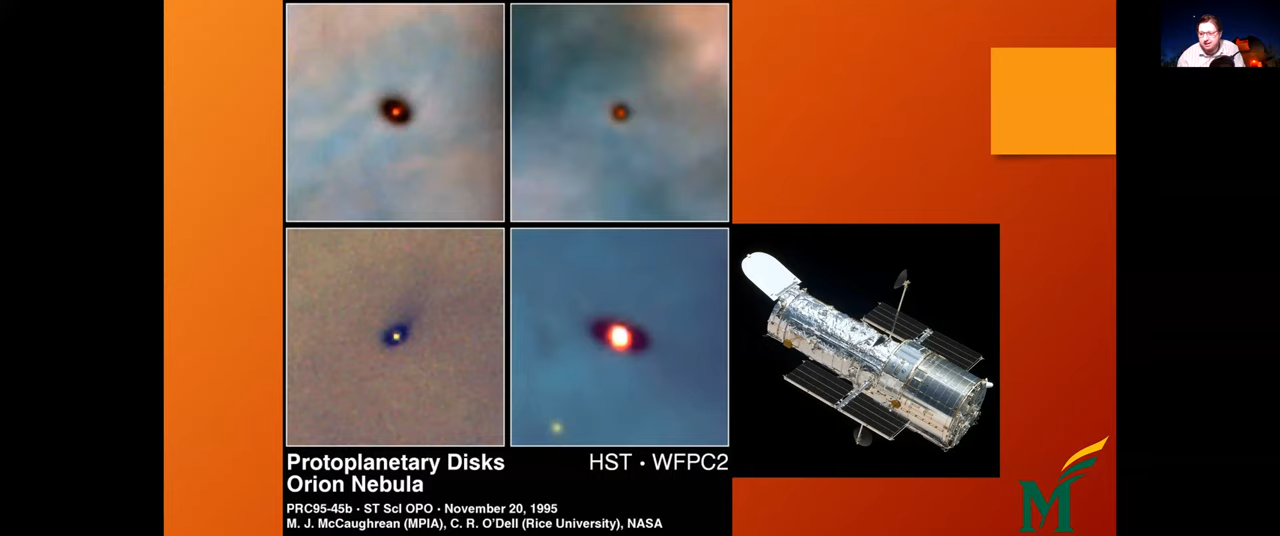 Protoplanetary Disks
HST · WFPC2
Orion Nebula
PRC95-45b · ST ScI OPO · November 20, 1995
M. J. McCaughrean (MPIA), C. R. O'Dell (Rice University), NASA
M